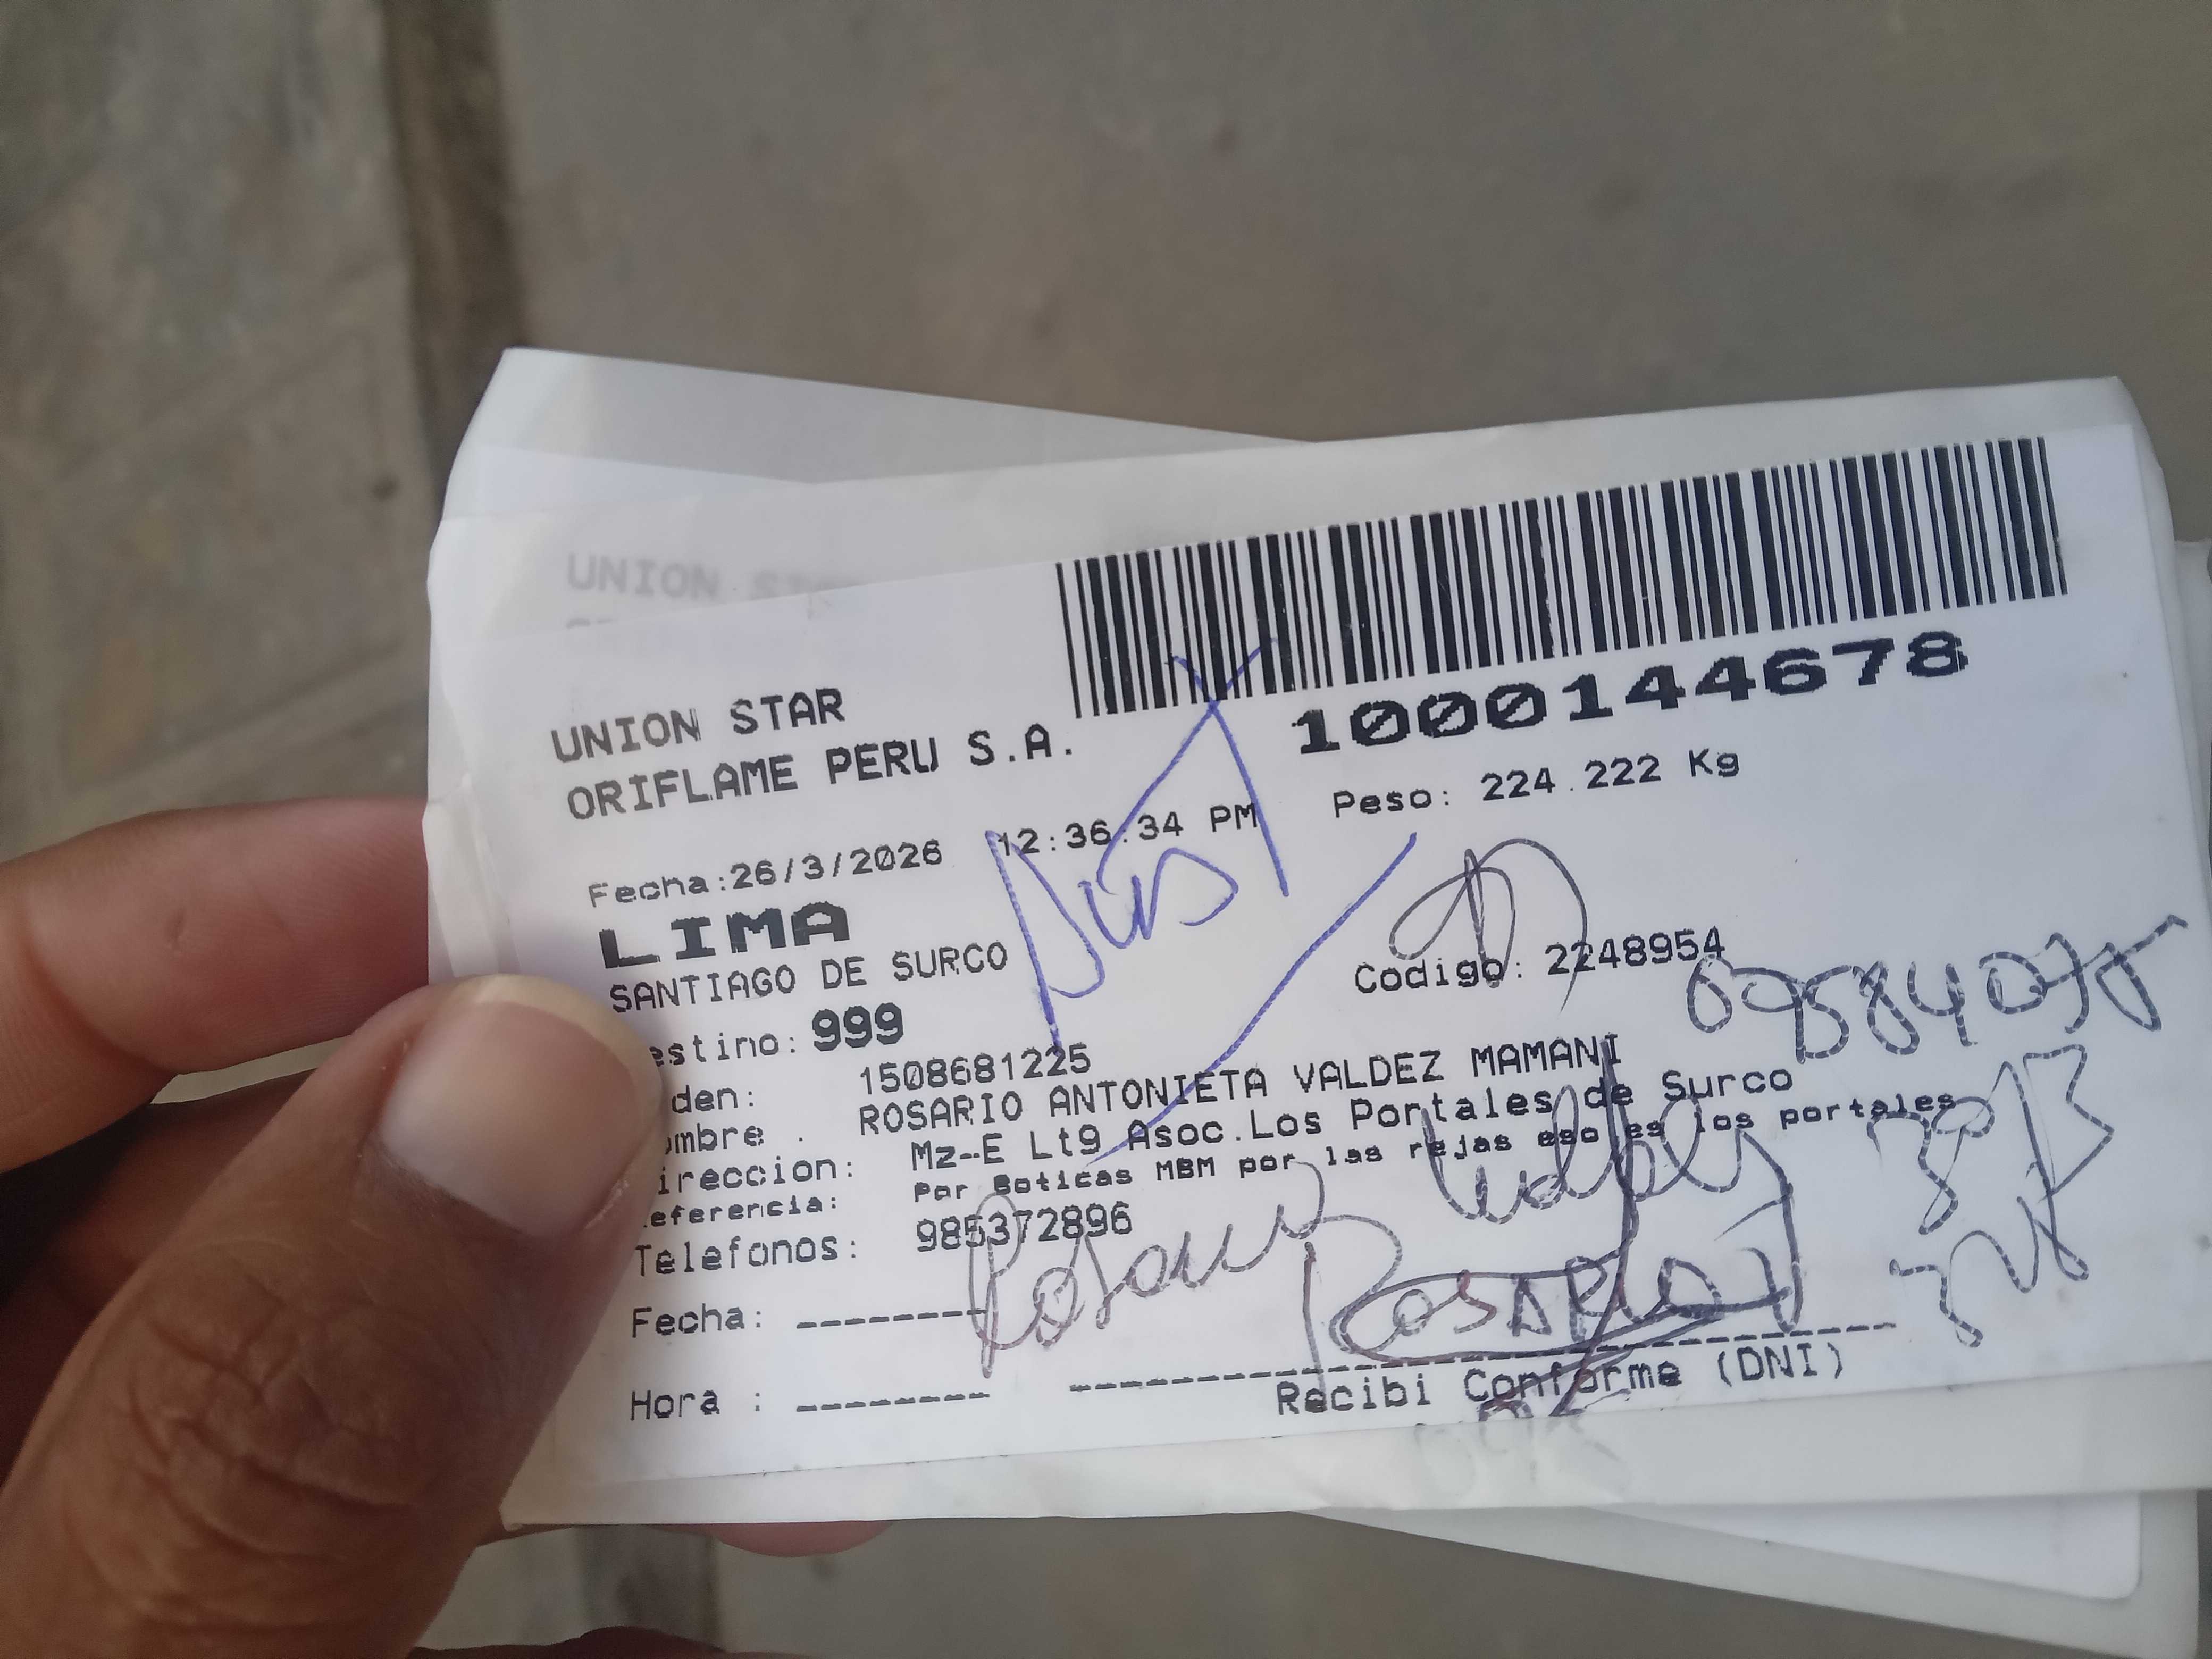 UNION STAR
1000144678
UNION STAR
ORIFLAME PERU S.A.
Fecha:26/3/2026 12:36:34 PM Peso: 224.222 Kg
LIMA
SANTIAGO DE SURCO
Codigo: 2248954
estino: 999
den: 1508681225
ombre : ROSARIO ANTONIETA VALDEZ MAMANI
ireccion: Mz-E Lt9 Asoc.Los Portales de Surco
eferencia: Por Boticas MBM por las rejas eso es los portales
Telefonos: 985372896
Rosario
Fecha: -------
Hora : -------
Recibi Conforme (DNI)